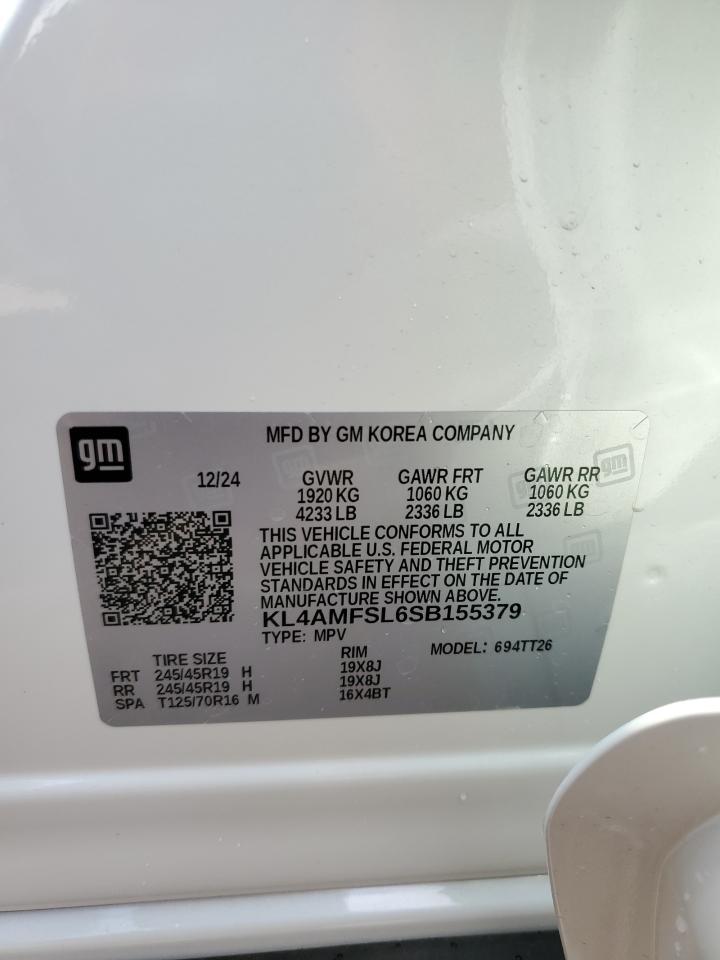 gm
MFD BY GM KOREA COMPANY
12/24 GVWR GAWR FRT GAWR RR
1920 KG 1060 KG 1060 KG
4233 LB 2336 LB 2336 LB
THIS VEHICLE CONFORMS TO ALL
APPLICABLE U.S. FEDERAL MOTOR
VEHICLE SAFETY AND THEFT PREVENTION
STANDARDS IN EFFECT ON THE DATE OF
MANUFACTURE SHOWN ABOVE.
KL4AMFSL6SB155379
TYPE: MPV MODEL: 694TT26
TIRE SIZE RIM
FRT 245/45R19 H 19X8J
RR 245/45R19 H 19X8J
SPA T125/70R16 M 16X4BT